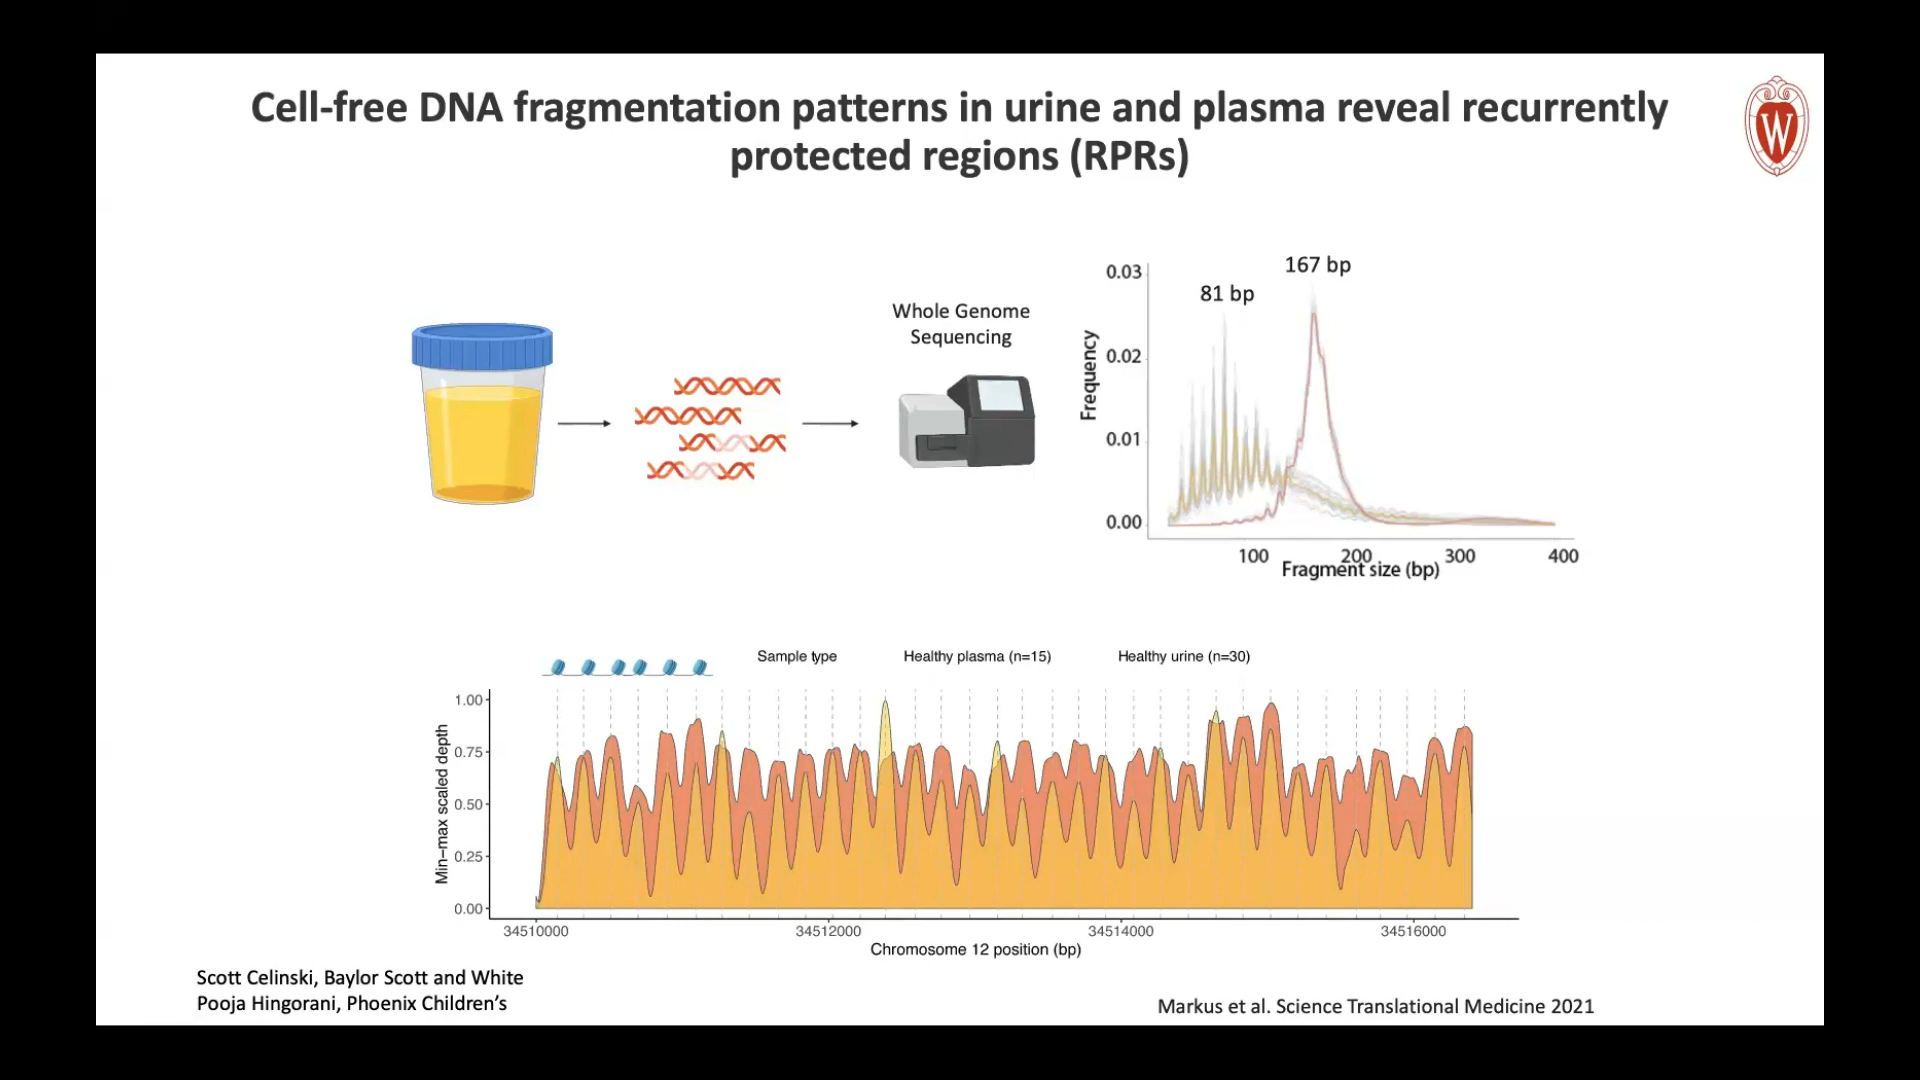 Cell-free DNA fragmentation patterns in urine and plasma reveal recurrently
protected regions (RPRs)
W
Whole Genome
Sequencing
167 bp
81 bp
0.03
0.02
0.01
0.00
Frequency
100 200 300 400
Fragment size (bp)
Sample type Healthy plasma (n=15) Healthy urine (n=30)
1.00
0.75
0.50
0.25
0.00
Min–max scaled depth
34510000 34512000 34514000 34516000
Chromosome 12 position (bp)
Scott Celinski, Baylor Scott and White
Pooja Hingorani, Phoenix Children’s
Markus et al. Science Translational Medicine 2021